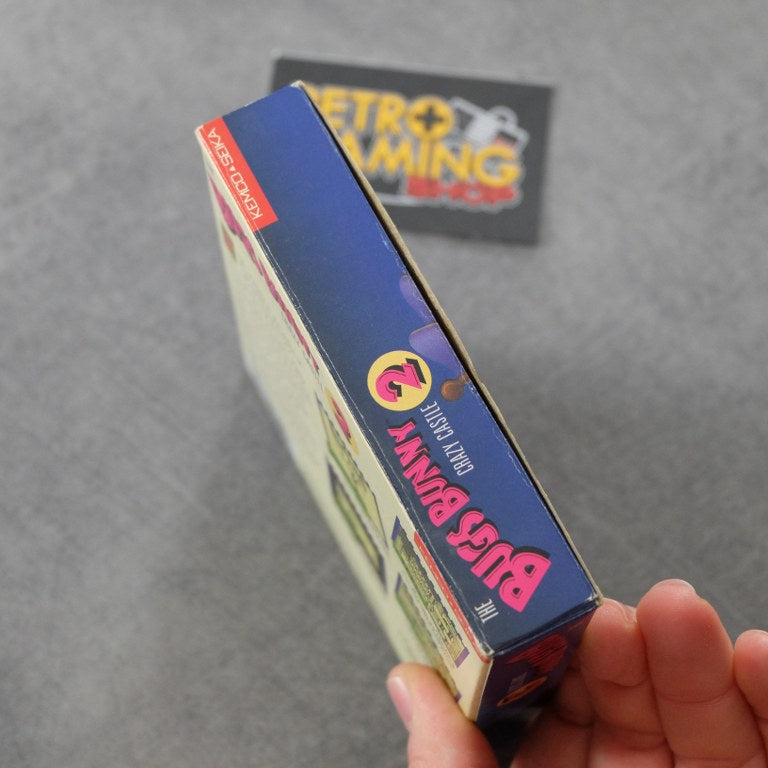 RETRO
GAMING
SHOP
KEMCO SEIKA
THE
BUGS BUNNY
CRAZY CASTLE
2